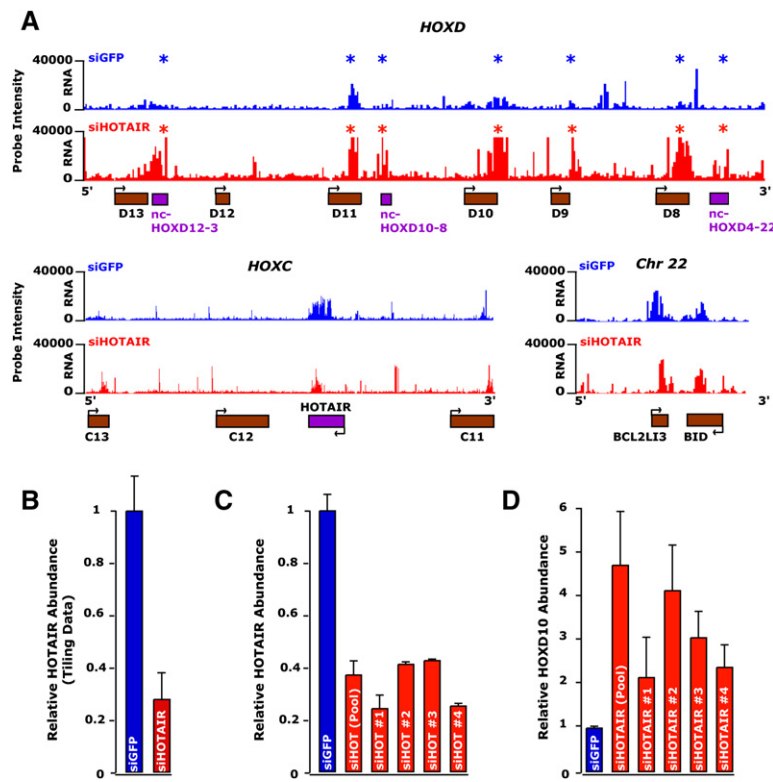 A
HOXD
siGFP * * * * * * *
40000
0
Probe Intensity
RNA
siHOTAIR * * * * * * *
40000
0
RNA
5' 3'
D13 D12 D11 D10 D9 D8
nc-HOXD12-3 nc-HOXD10-8 nc-HOXD4-22
HOXC
siGFP
40000
0
Probe Intensity
RNA
siHOTAIR
40000
0
RNA
5' 3'
HOTAIR
C13 C12 C11
Chr 22
siGFP
40000
0
RNA
siHOTAIR
40000
0
RNA
5' 3'
BCL2LI3 BID
B
Relative HOTAIR Abundance
(Tiling Data)
1
0.8
0.6
0.4
0.2
0
siGFP
siHOTAIR
C
Relative HOTAIR Abundance
1
0.8
0.6
0.4
0.2
0
siGFP
siHOT (Pool)
siHOT #1
siHOT #2
siHOT #3
siHOT #4
D
Relative HOXD10 Abundance
6
5
4
3
2
1
0
siGFP
siHOTAIR (Pool)
siHOTAIR #1
siHOTAIR #2
siHOTAIR #3
siHOTAIR #4